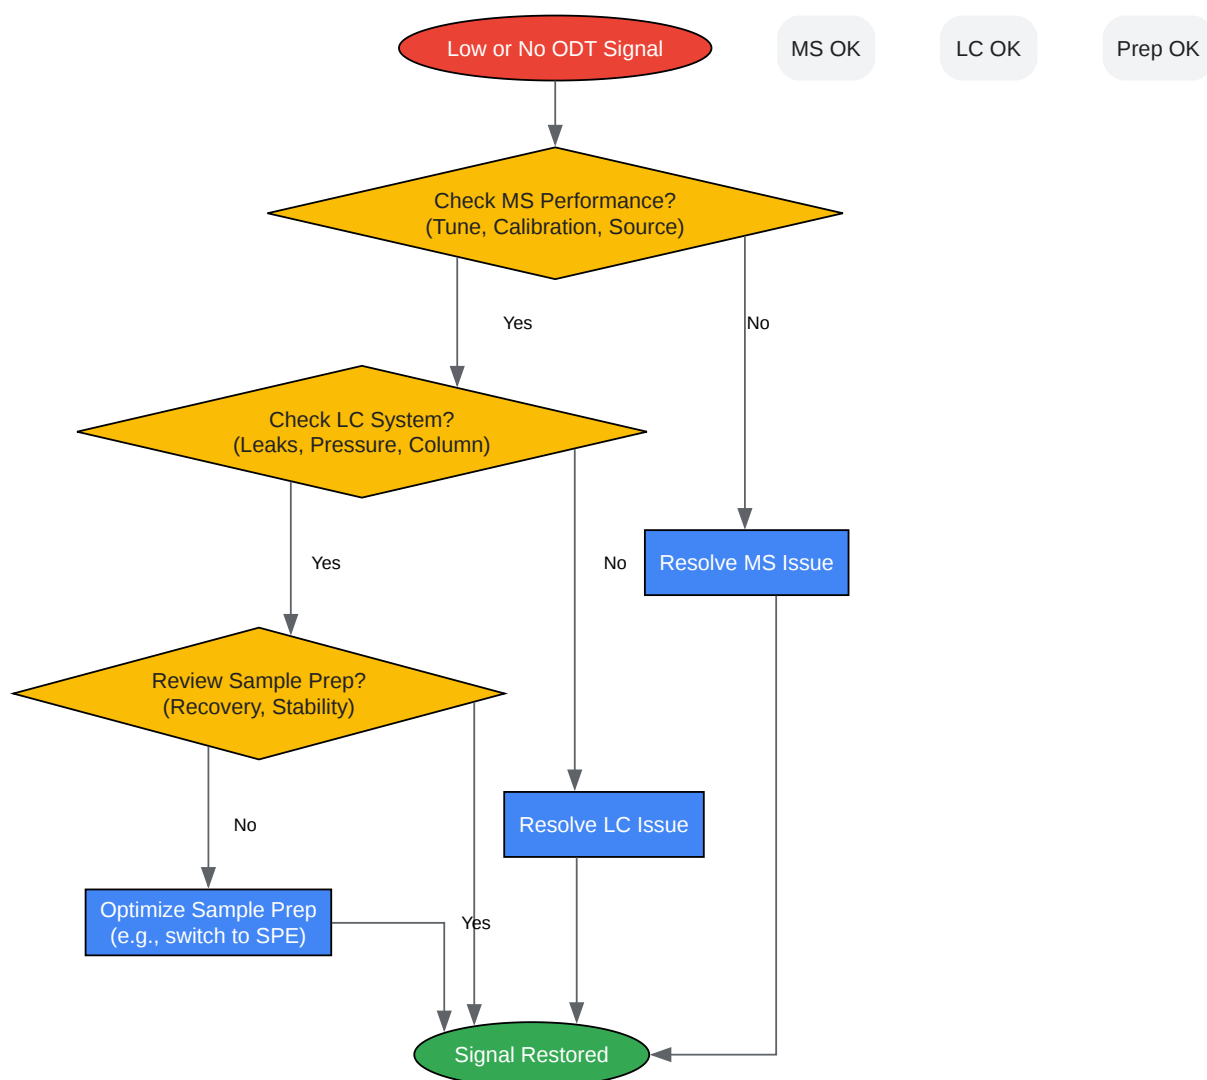 Low or No ODT Signal
MS OK
LC OK
Prep OK
Check MS Performance?
(Tune, Calibration, Source)
Yes
No
Check LC System?
(Leaks, Pressure, Column)
Yes
No
Resolve MS Issue
Review Sample Prep?
(Recovery, Stability)
No
Resolve LC Issue
Optimize Sample Prep
(e.g., switch to SPE)
Yes
Signal Restored